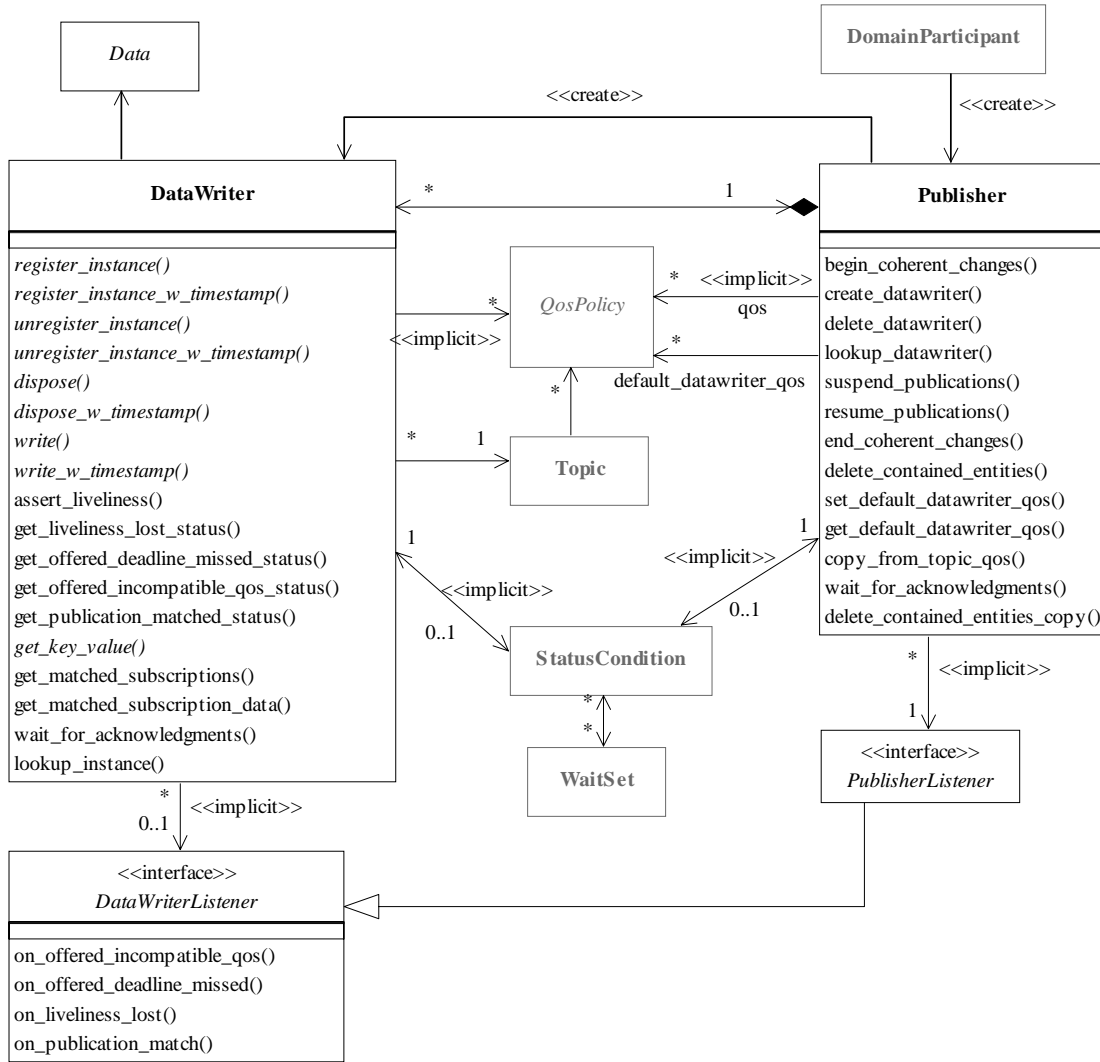 Data
DomainParticipant
<<create>>
<<create>>
DataWriter
*
1
Publisher
register_instance()
register_instance_w_timestamp()
unregister_instance()
unregister_instance_w_timestamp()
dispose()
dispose_w_timestamp()
write()
write_w_timestamp()
assert_liveliness()
get_liveliness_lost_status()
get_offered_deadline_missed_status()
get_offered_incompatible_qos_status()
get_publication_matched_status()
get_key_value()
get_matched_subscriptions()
get_matched_subscription_data()
wait_for_acknowledgments()
lookup_instance()
*
<<implicit>>
QosPolicy
*
<<implicit>>
qos
*
default_datawriter_qos
*
*
1
Topic
1
<<implicit>>
0..1
1
<<implicit>>
0..1
StatusCondition
*
*
WaitSet
begin_coherent_changes()
create_datawriter()
delete_datawriter()
lookup_datawriter()
suspend_publications()
resume_publications()
end_coherent_changes()
delete_contained_entities()
set_default_datawriter_qos()
get_default_datawriter_qos()
copy_from_topic_qos()
wait_for_acknowledgments()
delete_contained_entities_copy()
*
<<implicit>>
1
<<interface>>
PublisherListener
*
<<implicit>>
0..1
<<interface>>
DataWriterListener
on_offered_incompatible_qos()
on_offered_deadline_missed()
on_liveliness_lost()
on_publication_match()